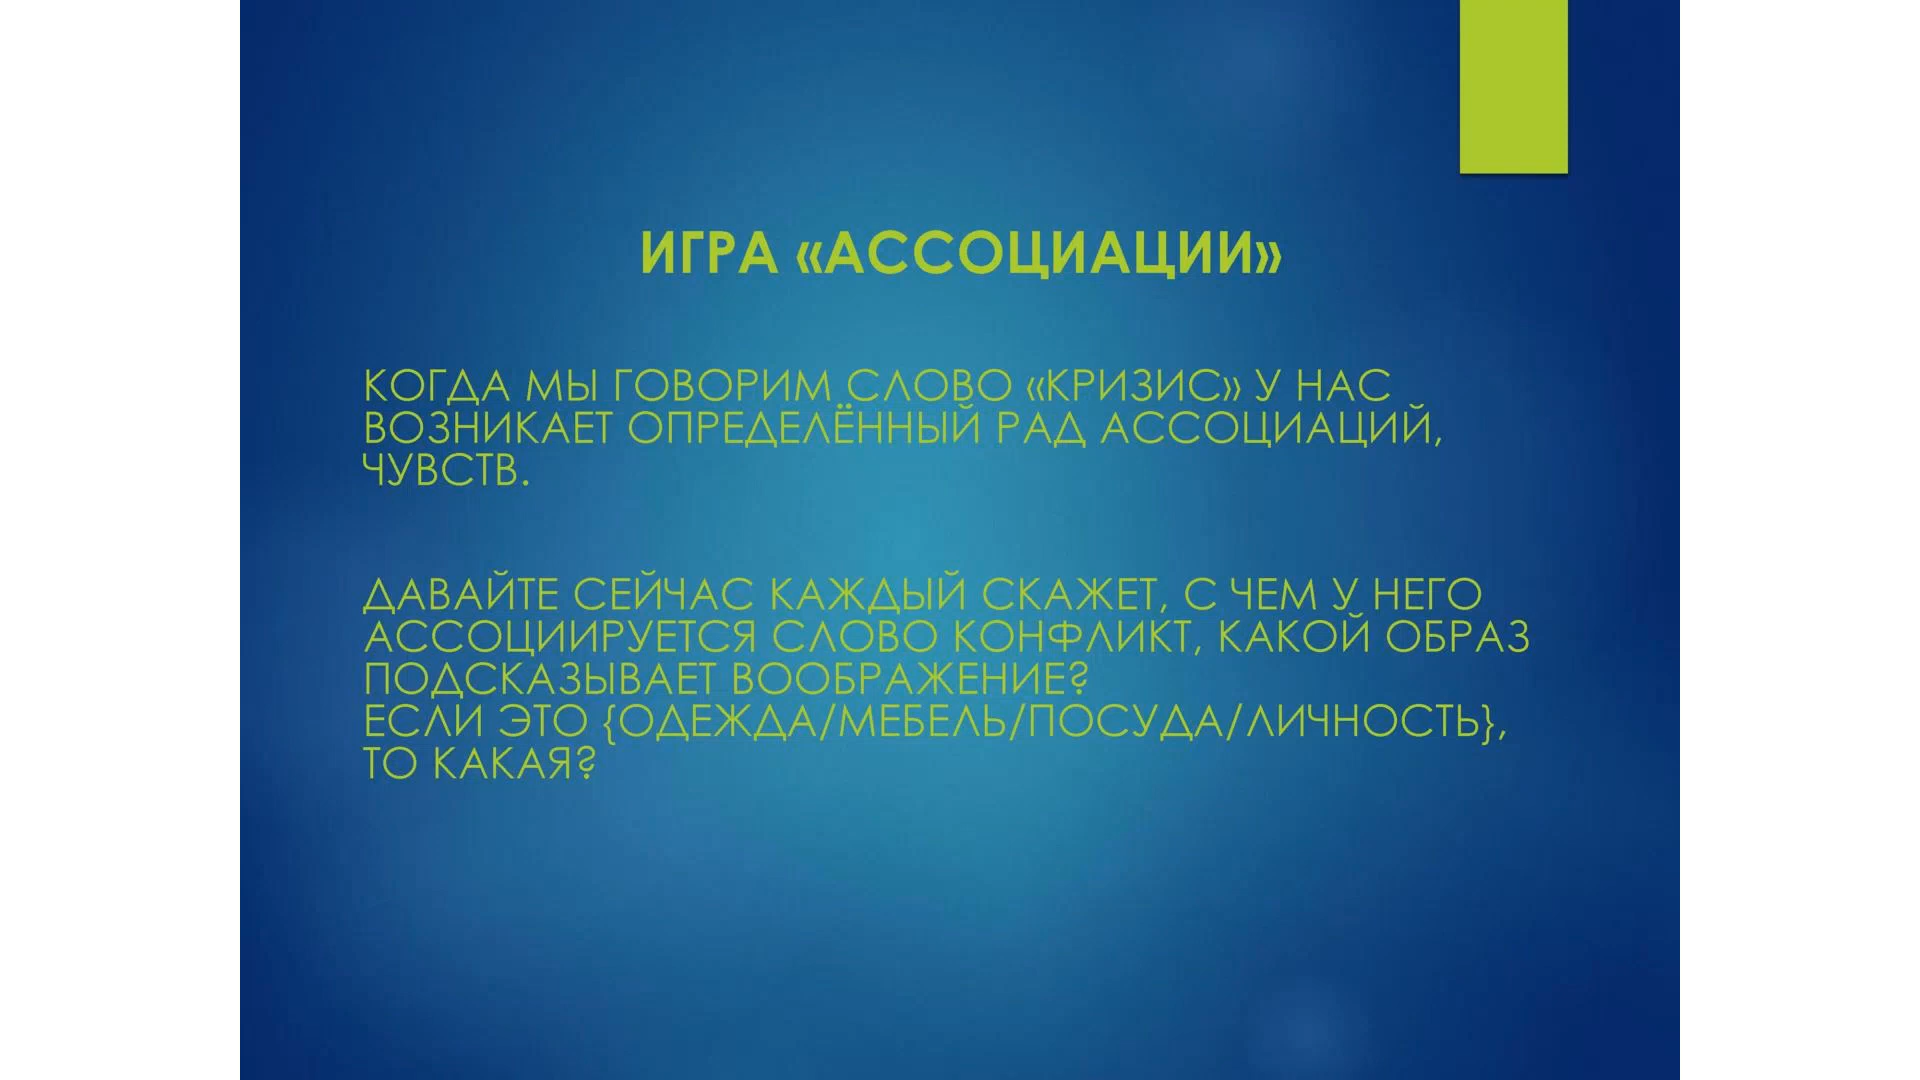 ИГРА «АССОЦИАЦИИ»
КОГДА МЫ ГОВОРИМ СЛОВО «КРИЗИС» У НАС
ВОЗНИКАЕТ ОПРЕДЕЛЁННЫЙ РАД АССОЦИАЦИЙ,
ЧУВСТВ.
ДАВАЙТЕ СЕЙЧАС КАЖДЫЙ СКАЖЕТ, С ЧЕМ У НЕГО
АССОЦИИРУЕТСЯ СЛОВО КОНФЛИКТ, КАКОЙ ОБРАЗ
ПОДСКАЗЫВАЕТ ВООБРАЖЕНИЕ?
ЕСЛИ ЭТО {ОДЕЖДА/МЕБЕЛЬ/ПОСУДА/ЛИЧНОСТЬ},
ТО КАКАЯ?